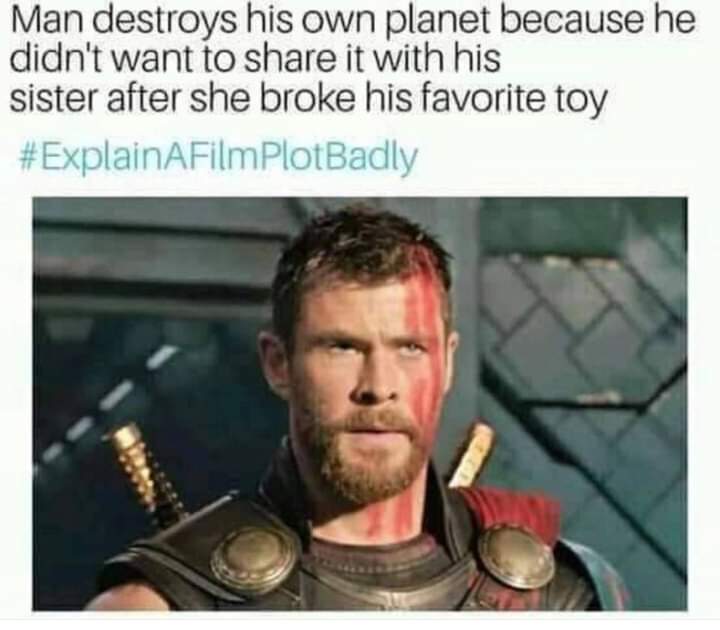 Man destroys his own planet because he
didn't want to share it with his
sister after she broke his favorite toy
#ExplainAFilmPlotBadly